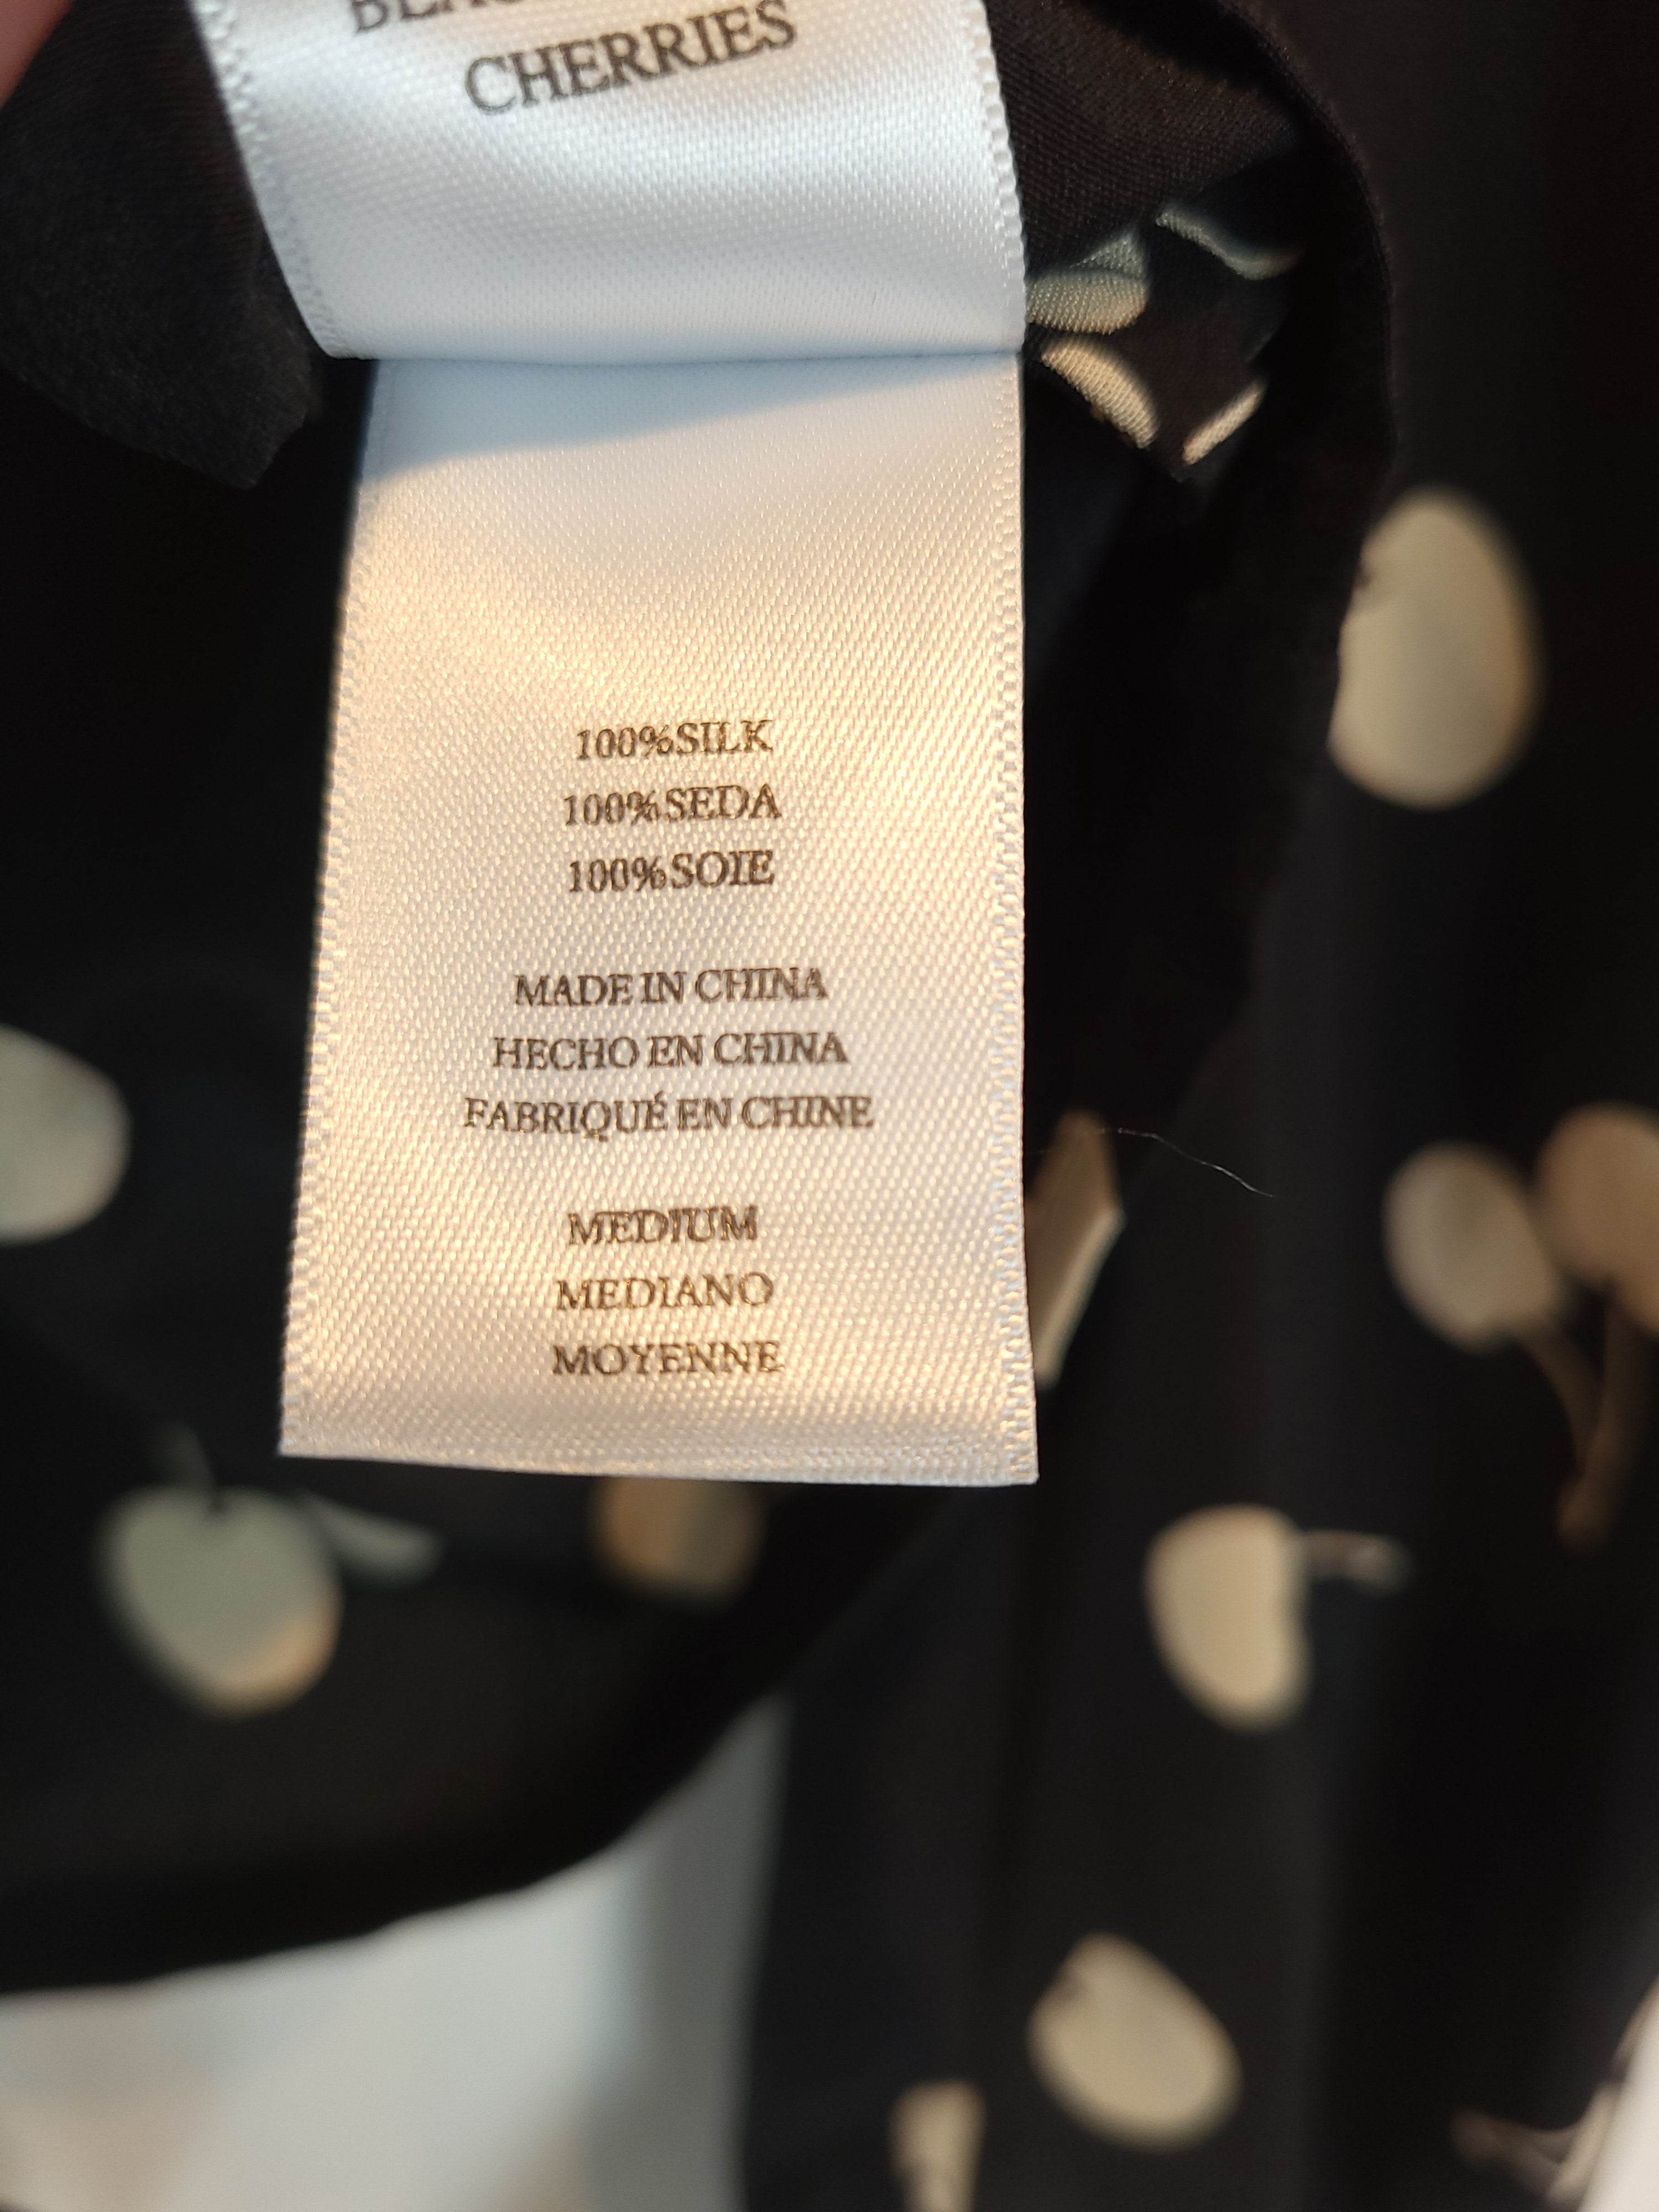 CHERRIES
100%SILK
100%SEDA
100%SOIE
MADE IN CHINA
HECHO EN CHINA
FABRIQUÉ EN CHINE
MEDIUM
MEDIANO
MOYENNE